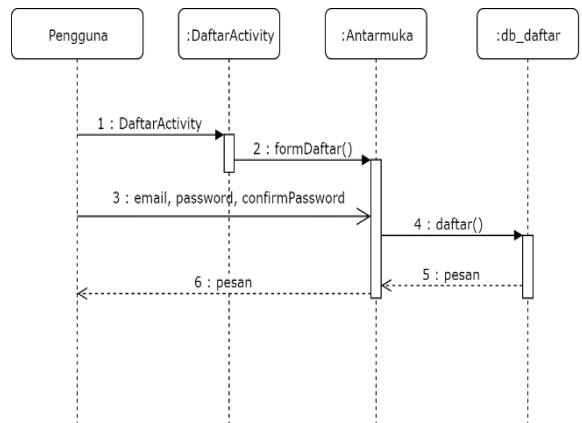 Pengguna
:DaftarActivity
:Antarmuka
:db_daftar
1 : DaftarActivity
2 : formDaftar()
3 : email, password, confirmPassword
4 : daftar()
5 : pesan
6 : pesan